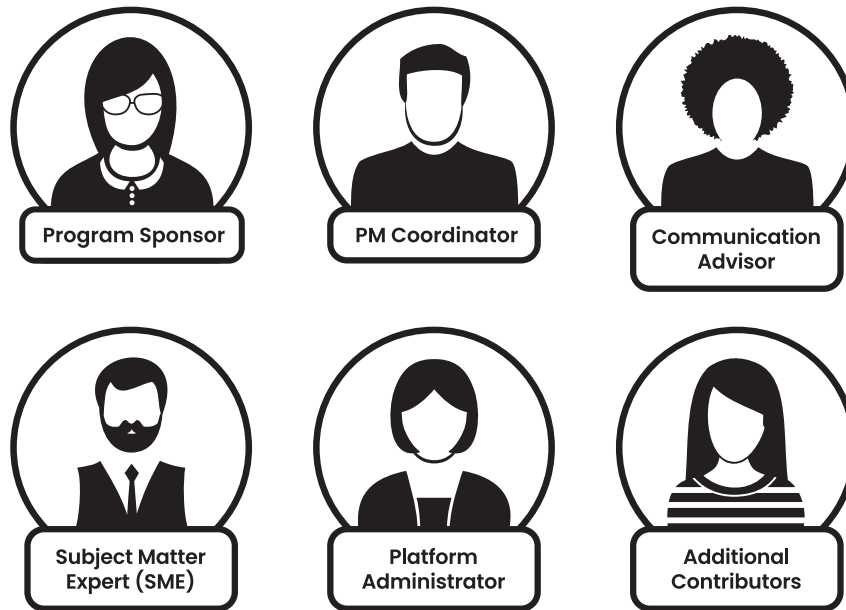 Program Sponsor
PM Coordinator
Communication
Advisor
Subject Matter
Expert (SME)
Platform
Administrator
Additional
Contributors